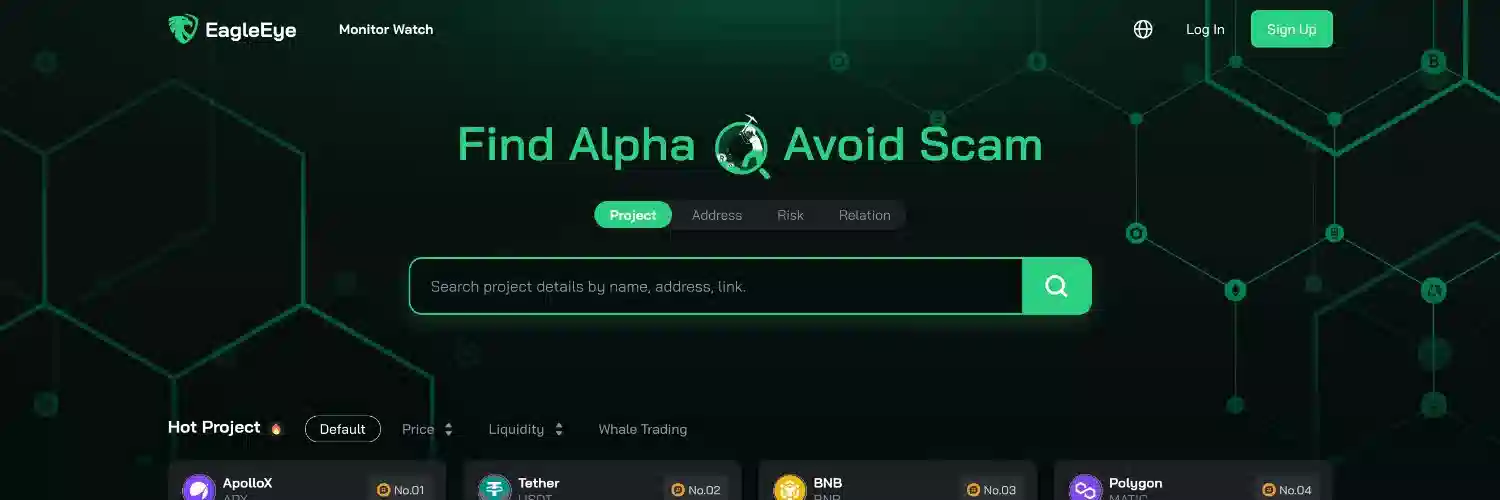 EagleEye Monitor Watch Log In Sign Up
Find Alpha Avoid Scam
Project Address Risk Relation
Search project details by name, address, link.
Hot Project Default Price Liquidity Whale Trading
ApolloX No.01 Tether No.02 BNB No.03 Polygon No.04
APX USDT BNB MATIC